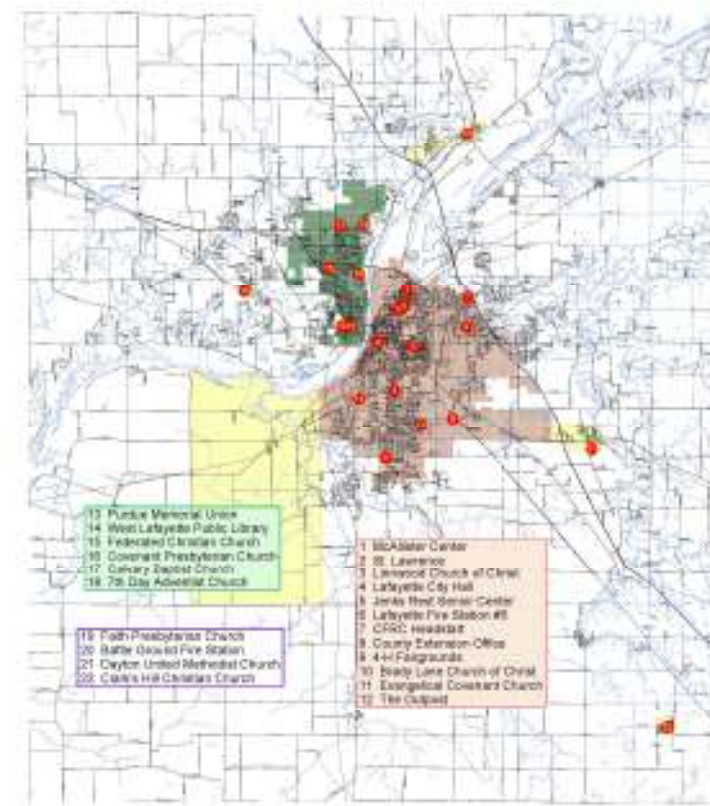 13 Purdue Memorial Union
14 West Lafayette Public Library
15 Federated Christian Church
16 Covenant Presbyterian Church
17 Calvary Baptist Church
18 7th Day Adventist Church
19 Faith Presbyterian Church
20 Battle Ground Fire Station
21 Dayton United Methodist Church
22 Clarks Hill Christian Church
1 McAllister Center
2 St. Lawrence
3 Linnwood Church of Christ
4 Lafayette City Hall
5 Jenks Rest Senior Center
6 Lafayette Fire Station #5
7 CFRC Headstart
8 County Extension Office
9 4-H Fairgrounds
10 Brady Lane Church of Christ
11 Evangelical Covenant Church
12 The Outpost